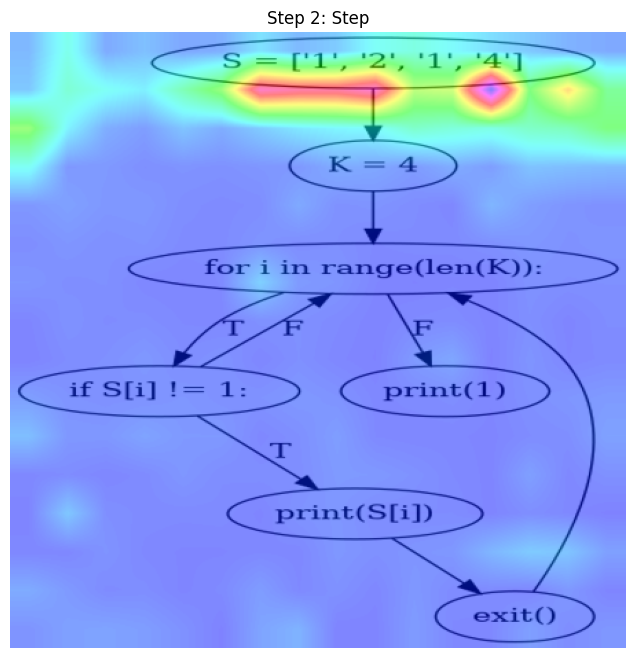 Step 2: Step
S = ['1', '2', '1', '4']
K = 4
for i in range(len(K)):
T
F
F
if S[i] != 1:
print(1)
T
print(S[i])
exit()